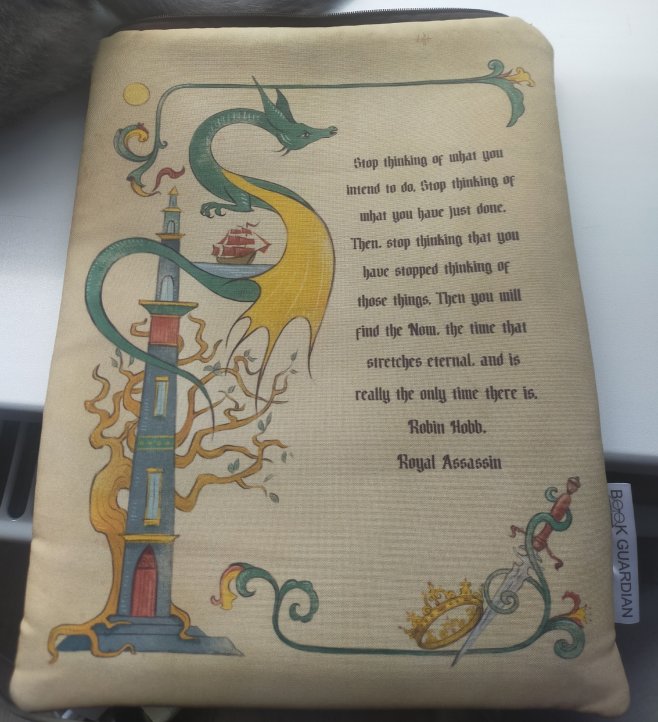 Stop thinking of what you
intend to do. Stop thinking of
what you have just done.
Then, stop thinking that you
have stopped thinking of
those things. Then you will
find the Now, the time that
stretches eternal, and is
really the only time there is.
Robin Hobb,
Royal Assassin
BOOK GUARDIAN